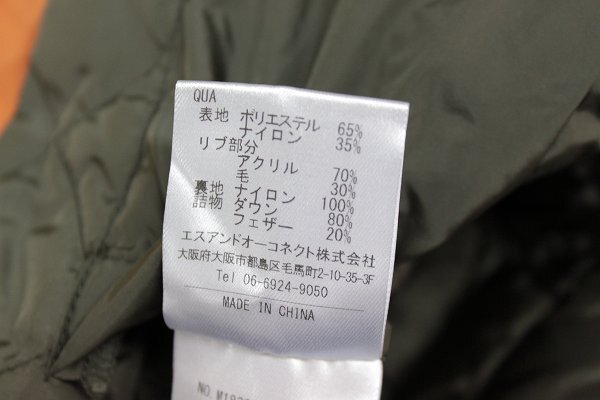 QUA
表地 ポリエステル 65%
ナイロン 35%
リブ部分
アクリル 70%
毛 30%
裏地 ナイロン 100%
詰物 ダウン 80%
フェザー 20%
エスアンドオーコネクト株式会社
大阪府大阪市都島区毛馬町2-10-35-3F
Tel 06-6924-9050
MADE IN CHINA